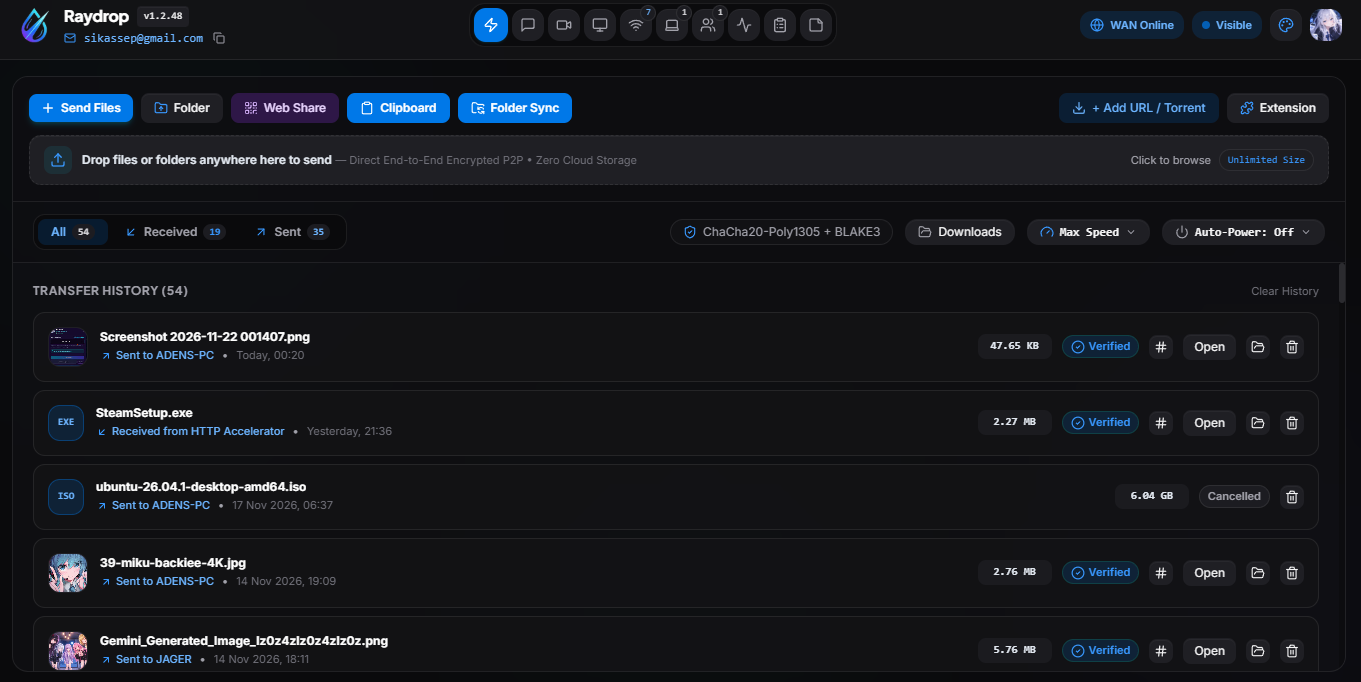 Raydrop v1.2.48
sikassep@gmail.com
7 1 1
WAN Online Visible
+ Send Files Folder Web Share Clipboard Folder Sync + Add URL / Torrent Extension
Drop files or folders anywhere here to send — Direct End-to-End Encrypted P2P • Zero Cloud Storage Click to browse Unlimited Size
All 54 Received 19 Sent 35 ChaCha20-Poly1305 + BLAKE3 Downloads Max Speed Auto-Power: Off
TRANSFER HISTORY (54) Clear History
Screenshot 2026-11-22 001407.png
Sent to ADENS-PC • Today, 00:20
47.65 KB Verified # Open
EXE
SteamSetup.exe
Received from HTTP Accelerator • Yesterday, 21:36
2.27 MB Verified # Open
ISO
ubuntu-26.04.1-desktop-amd64.iso
Sent to ADENS-PC • 17 Nov 2026, 06:37
6.04 GB Cancelled
39-miku-backiee-4K.jpg
Sent to ADENS-PC • 14 Nov 2026, 19:09
2.76 MB Verified # Open
Gemini_Generated_Image_lz0z4zlz0z4zlz0z.png
Sent to JAGER • 14 Nov 2026, 18:11
5.76 MB Verified # Open